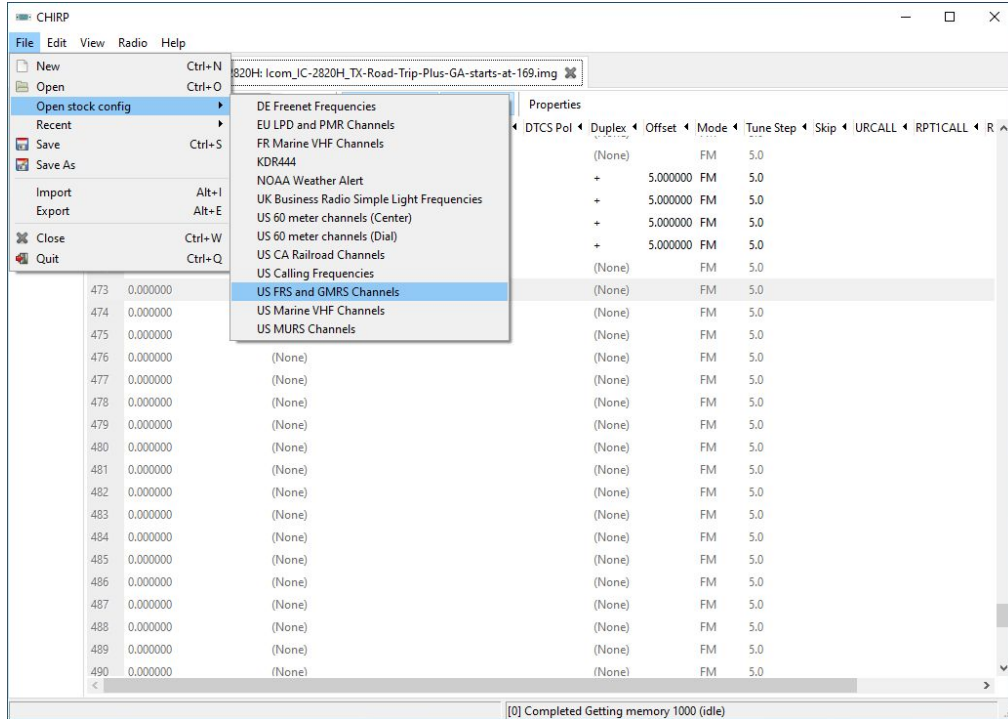 CHIRP
File Edit View Radio Help
New Ctrl+N
Open Ctrl+O
Open stock config
Recent
Save Ctrl+S
Save As
Import Alt+I
Export Alt+E
Close Ctrl+W
Quit Ctrl+Q
820H: Icom_IC-2820H_TX-Road-Trip-Plus-GA-starts-at-169.img
DE Freenet Frequencies
EU LPD and PMR Channels
FR Marine VHF Channels
KDR444
NOAA Weather Alert
UK Business Radio Simple Light Frequencies
US 60 meter channels (Center)
US 60 meter channels (Dial)
US CA Railroad Channels
US Calling Frequencies
US FRS and GMRS Channels
US Marine VHF Channels
US MURS Channels
Properties
DTCS Pol Duplex Offset Mode Tune Step Skip URCALL RPT1CALL R
(None) FM 5.0
+ 5.000000 FM 5.0
+ 5.000000 FM 5.0
+ 5.000000 FM 5.0
+ 5.000000 FM 5.0
(None) FM 5.0
473 0.000000 (None) FM 5.0
474 0.000000 (None) FM 5.0
475 0.000000 (None) FM 5.0
476 0.000000 (None) (None) FM 5.0
477 0.000000 (None) (None) FM 5.0
478 0.000000 (None) (None) FM 5.0
479 0.000000 (None) (None) FM 5.0
480 0.000000 (None) (None) FM 5.0
481 0.000000 (None) (None) FM 5.0
482 0.000000 (None) (None) FM 5.0
483 0.000000 (None) (None) FM 5.0
484 0.000000 (None) (None) FM 5.0
485 0.000000 (None) (None) FM 5.0
486 0.000000 (None) (None) FM 5.0
487 0.000000 (None) (None) FM 5.0
488 0.000000 (None) (None) FM 5.0
489 0.000000 (None) (None) FM 5.0
490 0.000000 (None) (None) FM 5.0
[0] Completed Getting memory 1000 (idle)